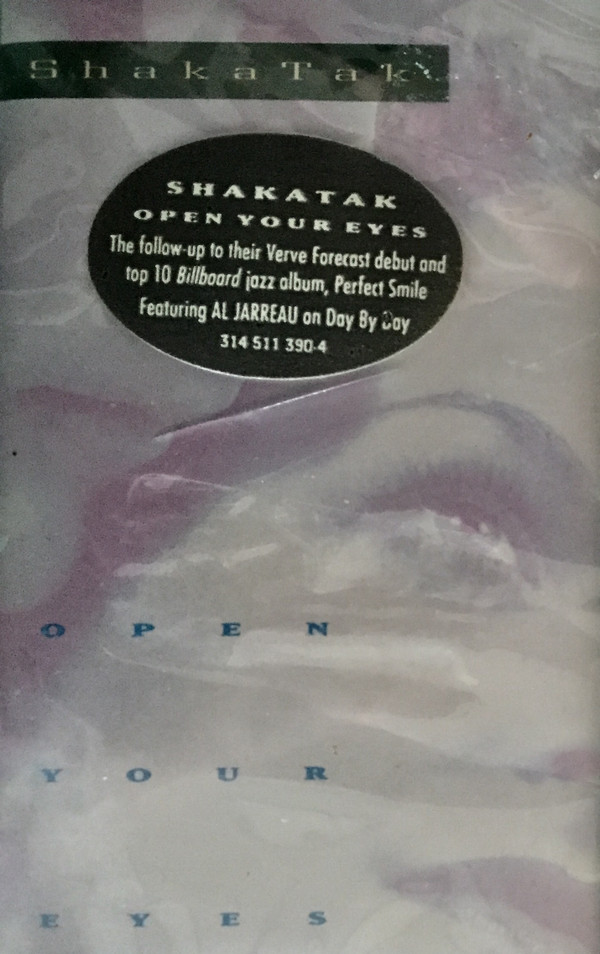 ShakaTak
SHAKATAK
OPEN YOUR EYES
The follow-up to their Verve Forecast debut and
top 10 Billboard jazz album, Perfect Smile
Featuring AL JARREAU on Day By Day
314 511 390-4
OPEN
YOUR
EYES